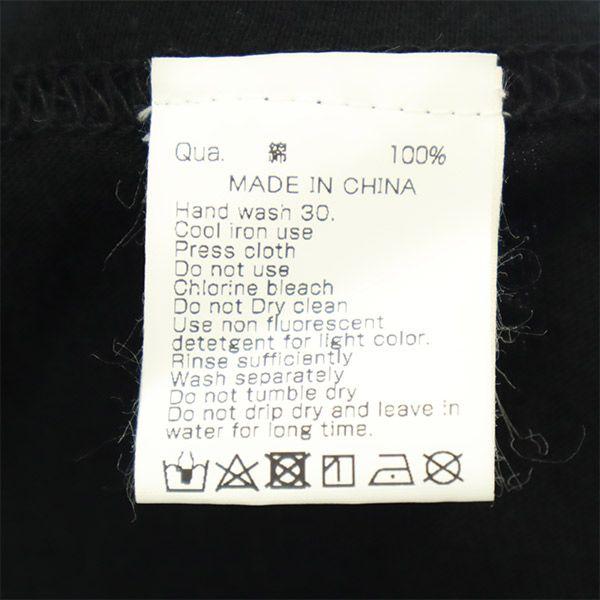 Qua. 綿 100%
MADE IN CHINA
Hand wash 30.
Cool iron use
Press cloth
Do not use
Chlorine bleach
Do not Dry clean
Use non fluorescent
detetgent for light color.
Rinse sufficiently
Wash separately
Do not tumble dry
Do not drip dry and leave in
water for long time.